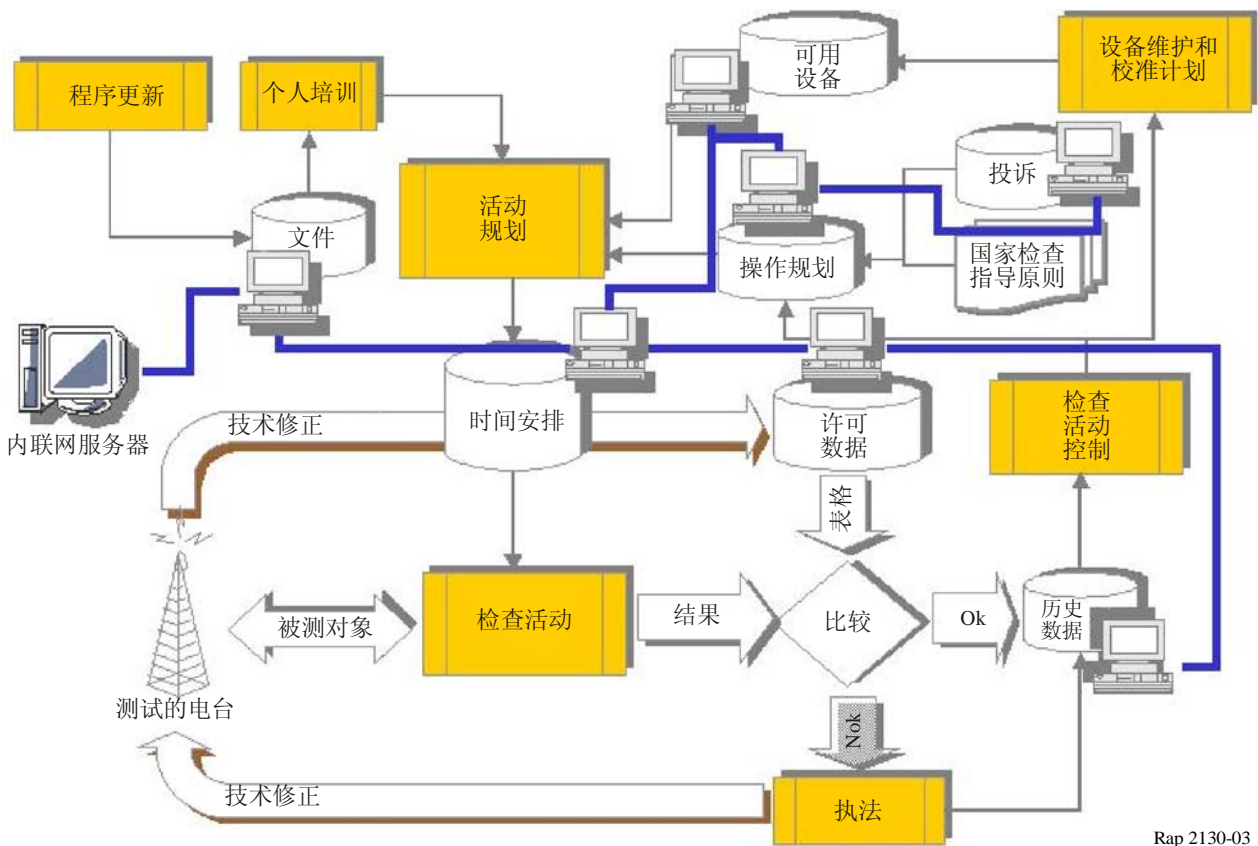 可用
设备
设备维护和
校准计划
程序更新
个人培训
投诉
活动
规划
文件
操作规划
国家检查
指导原则
内联网服务器
技术修正
时间安排
许可
数据
检查
活动
控制
表格
被测对象
检查活动
结果
比较
Ok
历史
数据
测试的电台
Nok
技术修正
执法
Rap 2130-03